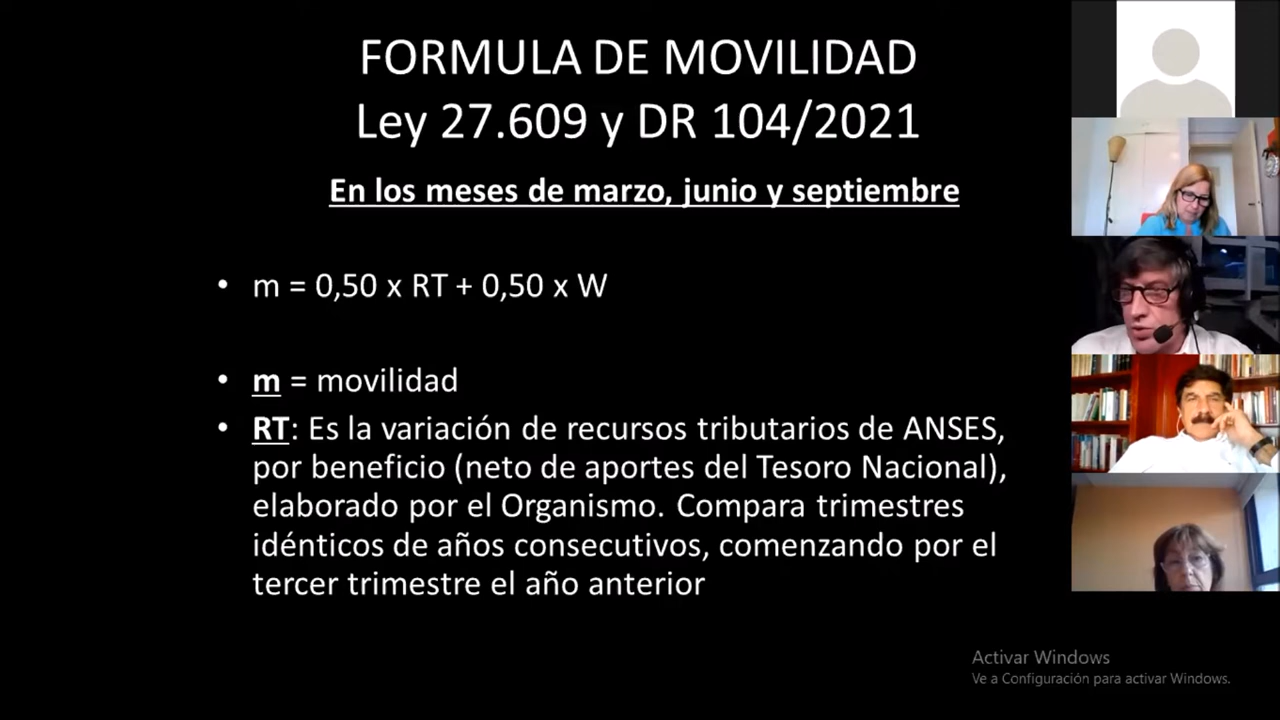 FORMULA DE MOVILIDAD
Ley 27.609 y DR 104/2021
En los meses de marzo, junio y septiembre
• m = 0,50 x RT + 0,50 x W
• m = movilidad
• RT: Es la variación de recursos tributarios de ANSES,
por beneficio (neto de aportes del Tesoro Nacional),
elaborado por el Organismo. Compara trimestres
idénticos de años consecutivos, comenzando por el
tercer trimestre el año anterior
Activar Windows
Ve a Configuración para activar Windows.